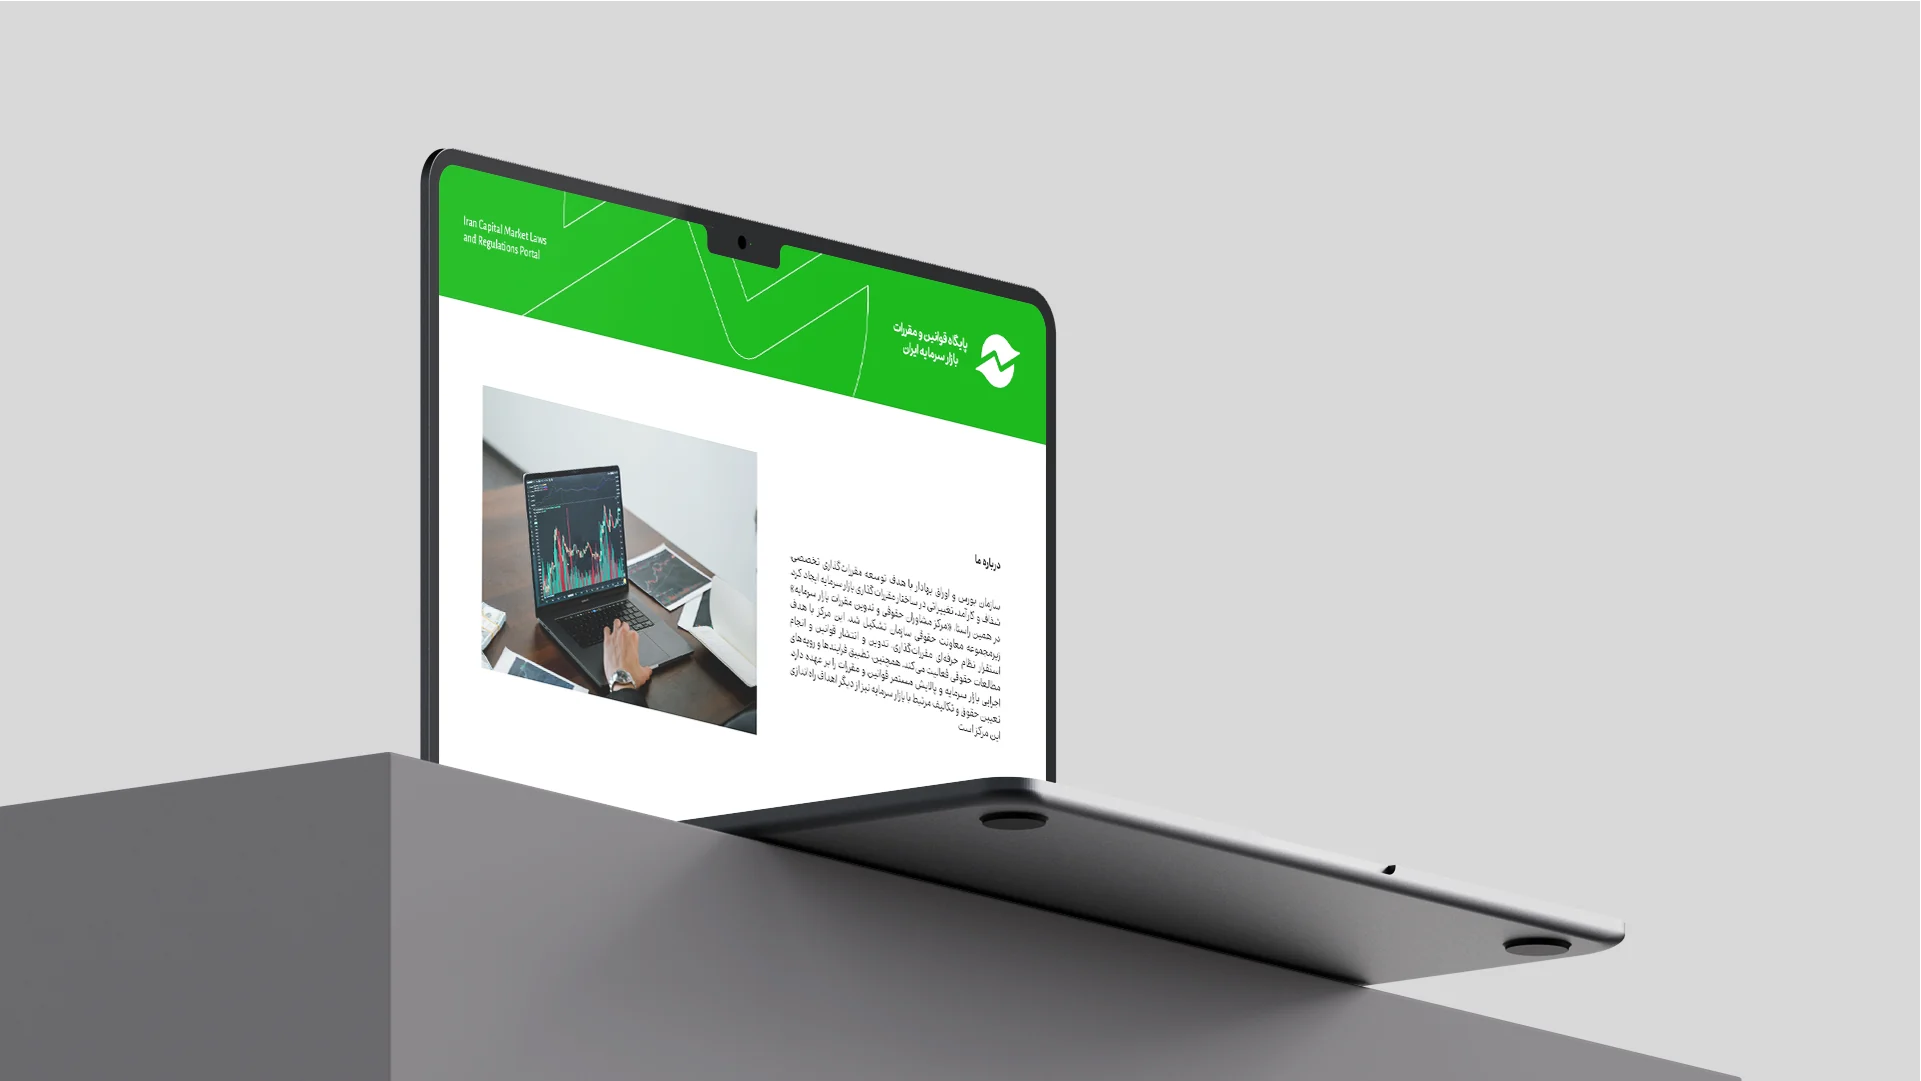 Iran Capital Market Laws
and Regulations Portal
پایگاه قوانین و مقررات
بازار سرمایه ایران
درباره ما
سازمان بورس و اوراق بهادار با هدف توسعه مقررات‌گذاری تخصصی،
شفاف و کارآمد، تغییراتی در ساختار مقررات‌گذاری بازار سرمایه ایجاد کرد.
در همین راستا، «مرکز مشاوران حقوقی و تدوین مقررات بازار سرمایه»
زیرمجموعه معاونت حقوقی سازمان تشکیل شد. این مرکز با هدف
استقرار نظام حرفه‌ای مقررات‌گذاری، تدوین و انتشار قوانین و انجام
مطالعات حقوقی فعالیت می‌کند. همچنین، تطبیق فرایندها و رویه‌های
اجرایی بازار سرمایه و پالایش مستمر قوانین و مقررات را بر عهده دارد.
تعیین حقوق و تکالیف مرتبط با بازار سرمایه نیز از دیگر اهداف راه‌اندازی
این مرکز است